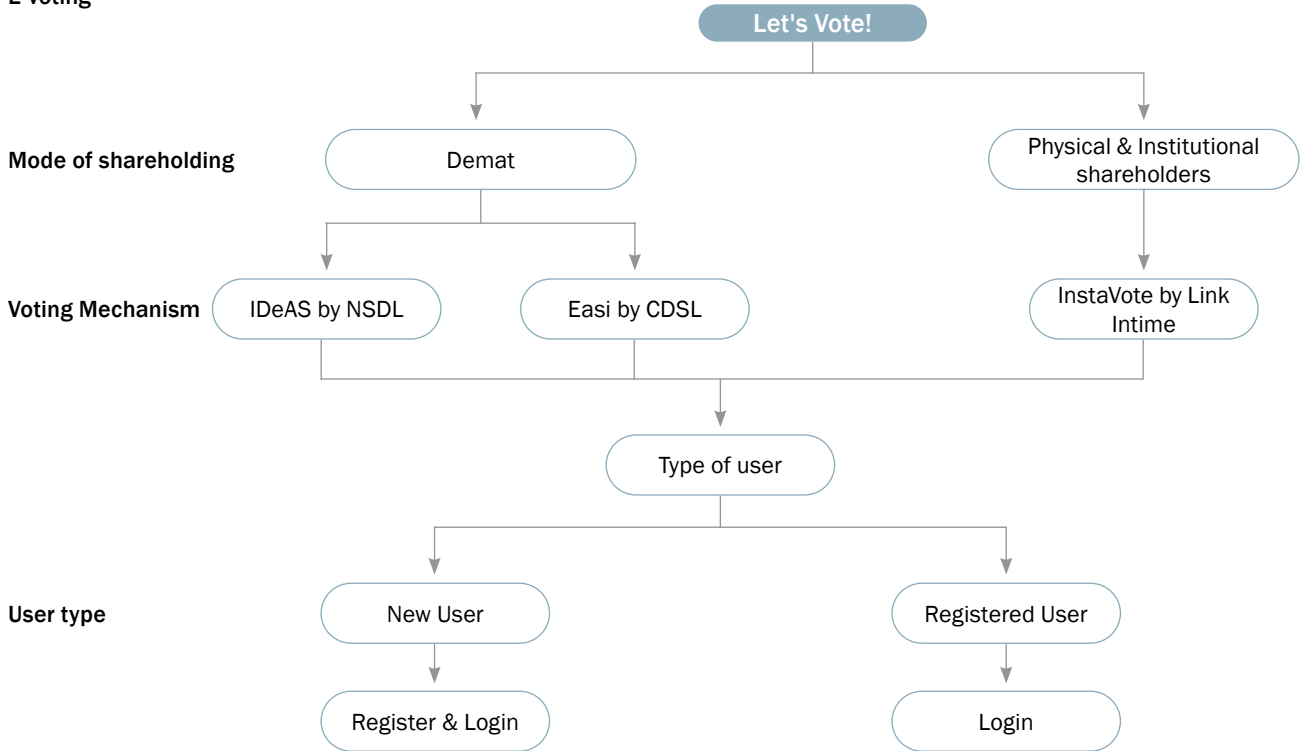 Let's Vote!
Mode of shareholding
Demat
Physical & Institutional
shareholders
Voting Mechanism
IDeAS by NSDL
Easi by CDSL
InstaVote by Link
Intime
Type of user
User type
New User
Registered User
Register & Login
Login